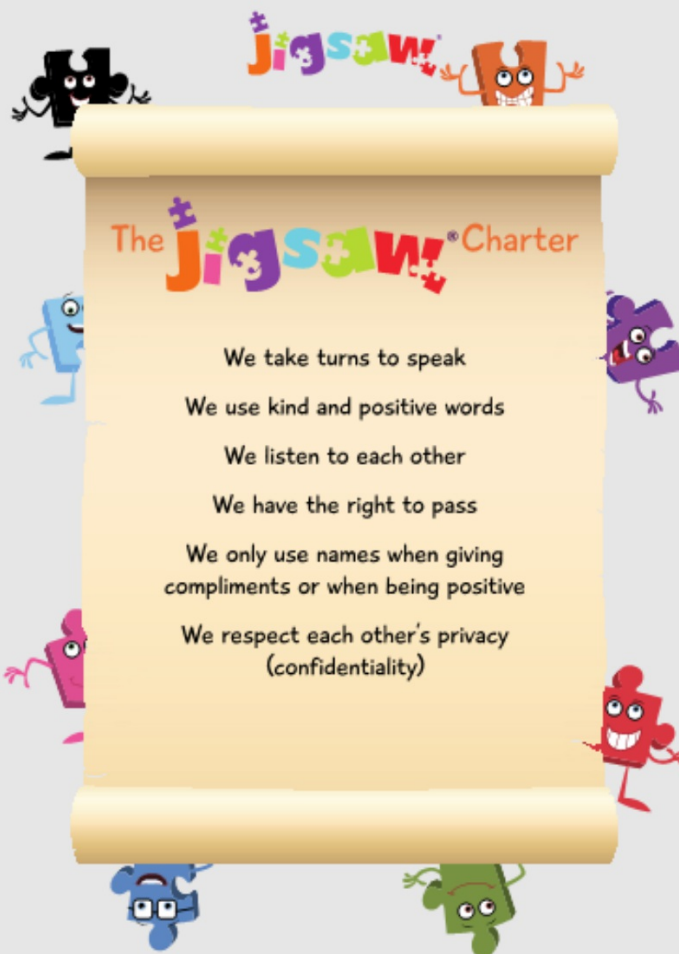 jigsaw®
The jigsaw® Charter
We take turns to speak
We use kind and positive words
We listen to each other
We have the right to pass
We only use names when giving
compliments or when being positive
We respect each other's privacy
(confidentiality)